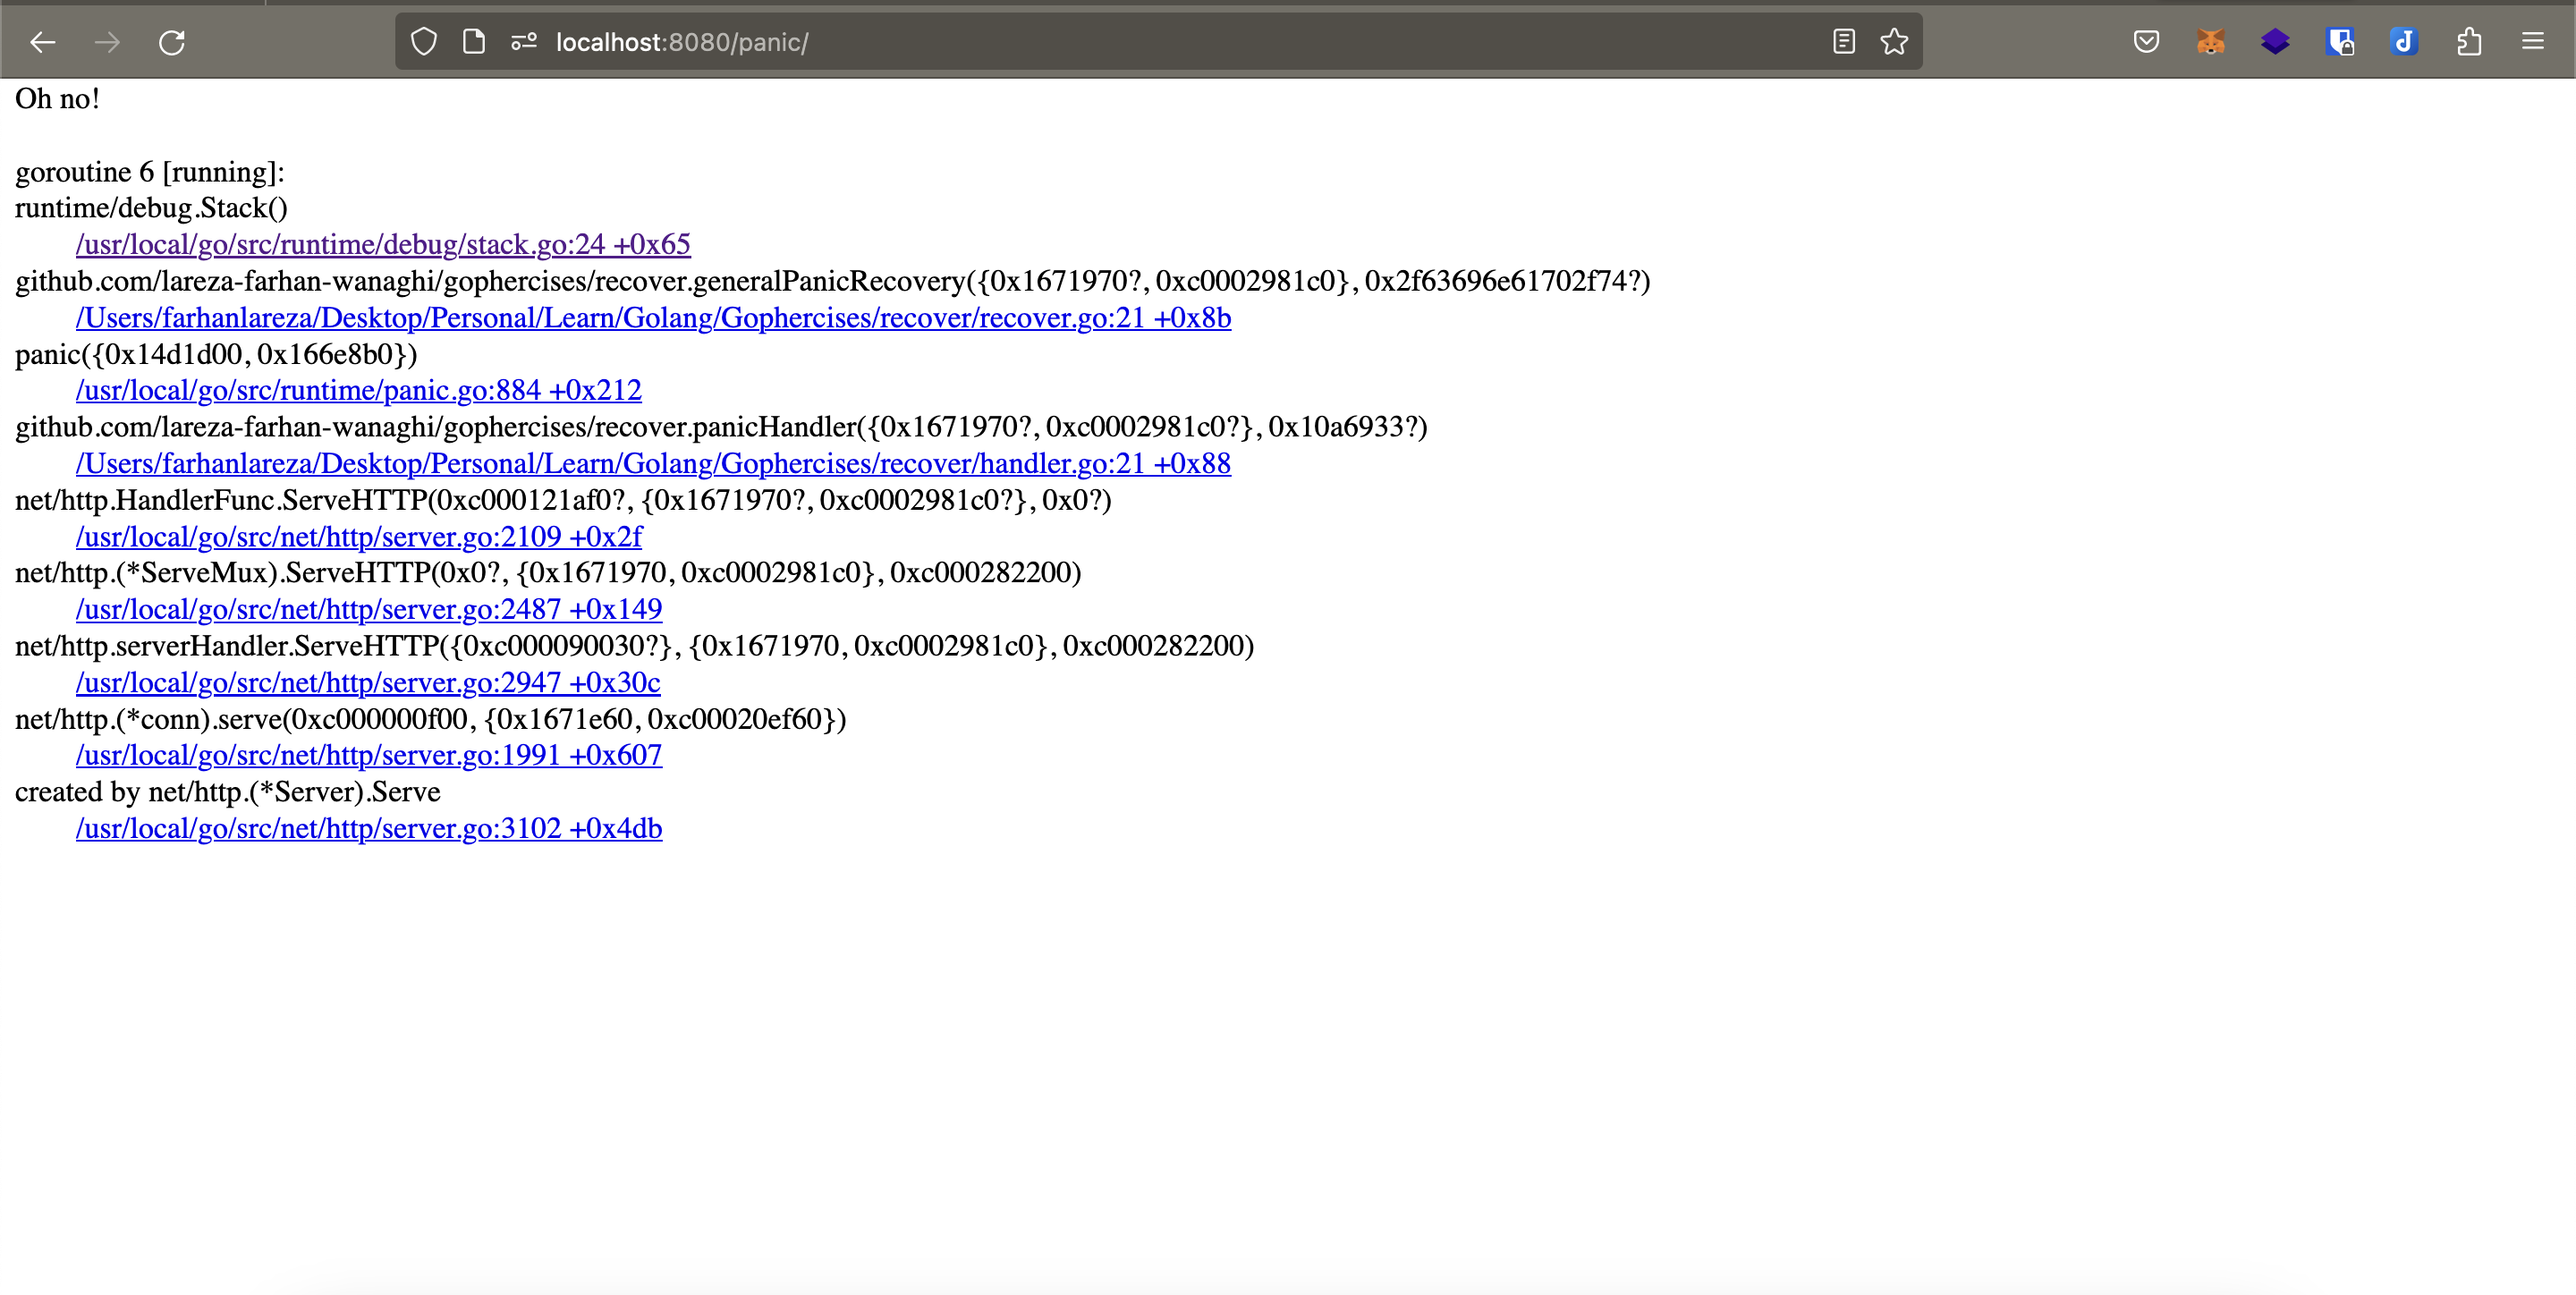 localhost:8080/panic/
Oh no!
goroutine 6 [running]:
runtime/debug.Stack()
/usr/local/go/src/runtime/debug/stack.go:24 +0x65
github.com/lareza-farhan-wanaghi/gophercises/recover.generalPanicRecovery({0x1671970?, 0xc0002981c0}, 0x2f63696e61702f74?)
/Users/farhanlareza/Desktop/Personal/Learn/Golang/Gophercises/recover/recover.go:21 +0x8b
panic({0x14d1d00, 0x166e8b0})
/usr/local/go/src/runtime/panic.go:884 +0x212
github.com/lareza-farhan-wanaghi/gophercises/recover.panicHandler({0x1671970?, 0xc0002981c0?}, 0x10a6933?)
/Users/farhanlareza/Desktop/Personal/Learn/Golang/Gophercises/recover/handler.go:21 +0x88
net/http.HandlerFunc.ServeHTTP(0xc000121af0?, {0x1671970?, 0xc0002981c0?}, 0x0?)
/usr/local/go/src/net/http/server.go:2109 +0x2f
net/http.(*ServeMux).ServeHTTP(0x0?, {0x1671970, 0xc0002981c0}, 0xc000282200)
/usr/local/go/src/net/http/server.go:2487 +0x149
net/http.serverHandler.ServeHTTP({0xc000090030?}, {0x1671970, 0xc0002981c0}, 0xc000282200)
/usr/local/go/src/net/http/server.go:2947 +0x30c
net/http.(*conn).serve(0xc000000f00, {0x1671e60, 0xc00020ef60})
/usr/local/go/src/net/http/server.go:1991 +0x607
created by net/http.(*Server).Serve
/usr/local/go/src/net/http/server.go:3102 +0x4db